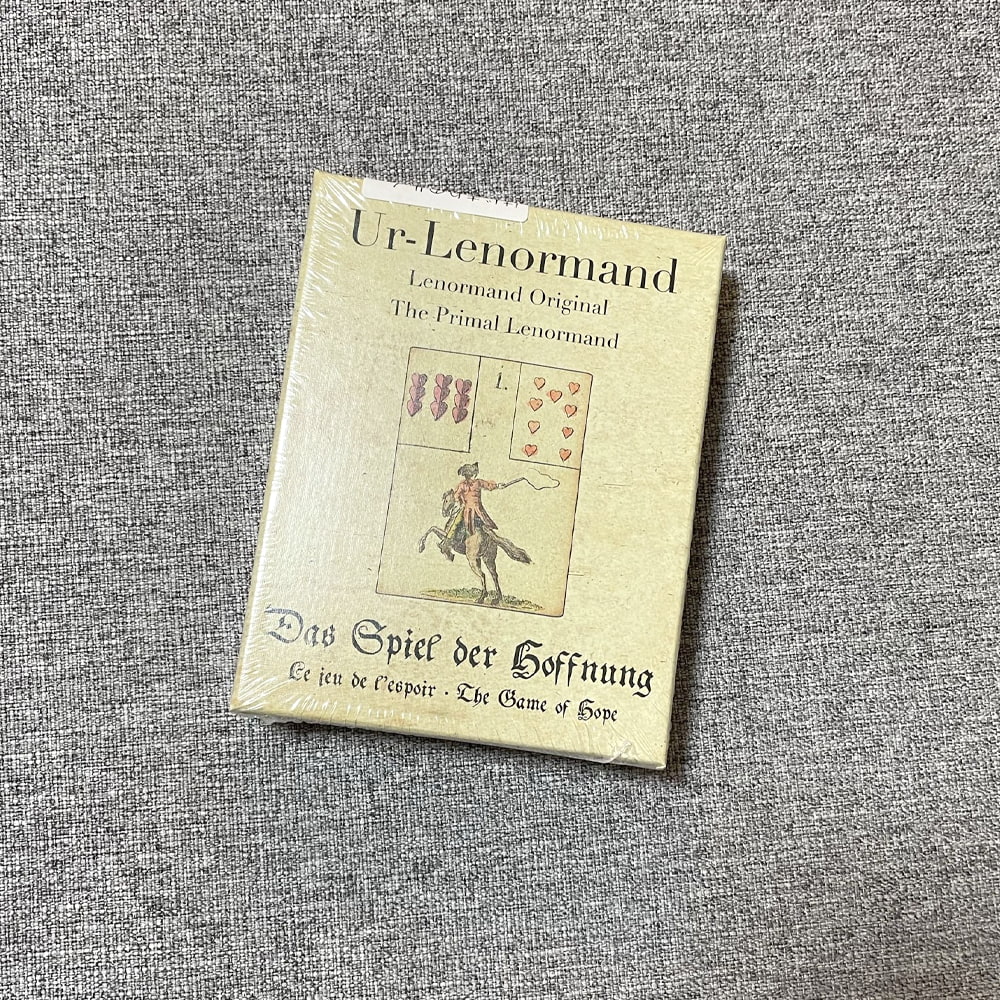 Ur-Lenormand
Lenormand Original
The Primal Lenormand
1.
Das Spiel der Hoffnung
Le jeu de l'espoir · The Game of Hope